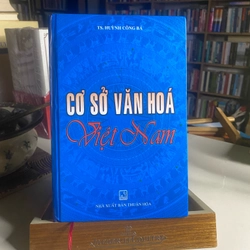 TS. HUỲNH CÔNG BÁ
CƠ SỞ VĂN HOÁ
Việt Nam
NHÀ XUẤT BẢN THUẬN HÓA